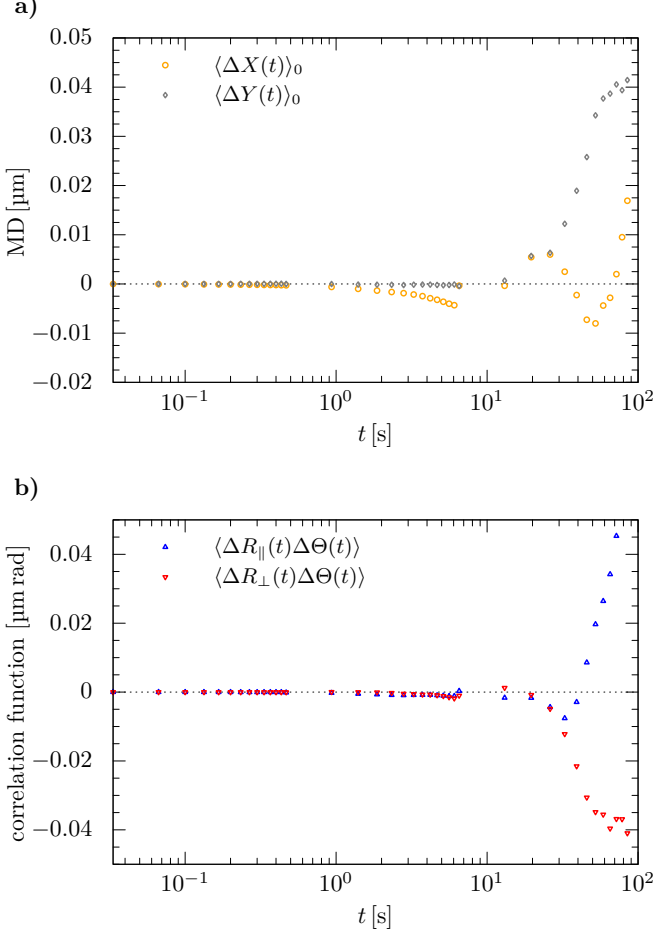 a)
0.05
0.04
0.03
0.02
0.01
0
−0.01
−0.02
MD [µm]
⟨ΔX(t)⟩₀
⟨ΔY(t)⟩₀
10⁻¹ 10⁰ 10¹ 10²
t [s]
b)
0.04
0.02
0
−0.02
−0.04
correlation function [µm rad]
⟨ΔR∥(t)ΔΘ(t)⟩
⟨ΔR⊥(t)ΔΘ(t)⟩
10⁻¹ 10⁰ 10¹ 10²
t [s]